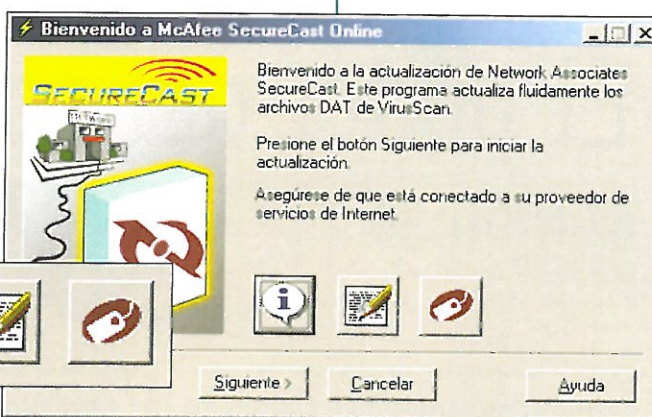 Bienvenido a McAfee SecureCast Online
SECURECAST
NETWORK
Bienvenido a la actualización de Network Associates
SecureCast. Este programa actualiza fluidamente los
archivos DAT de VirusScan.
Presione el botón Siguiente para iniciar la
actualización.
Asegúrese de que está conectado a su proveedor de
servicios de Internet.
Siguiente >
Cancelar
Ayuda